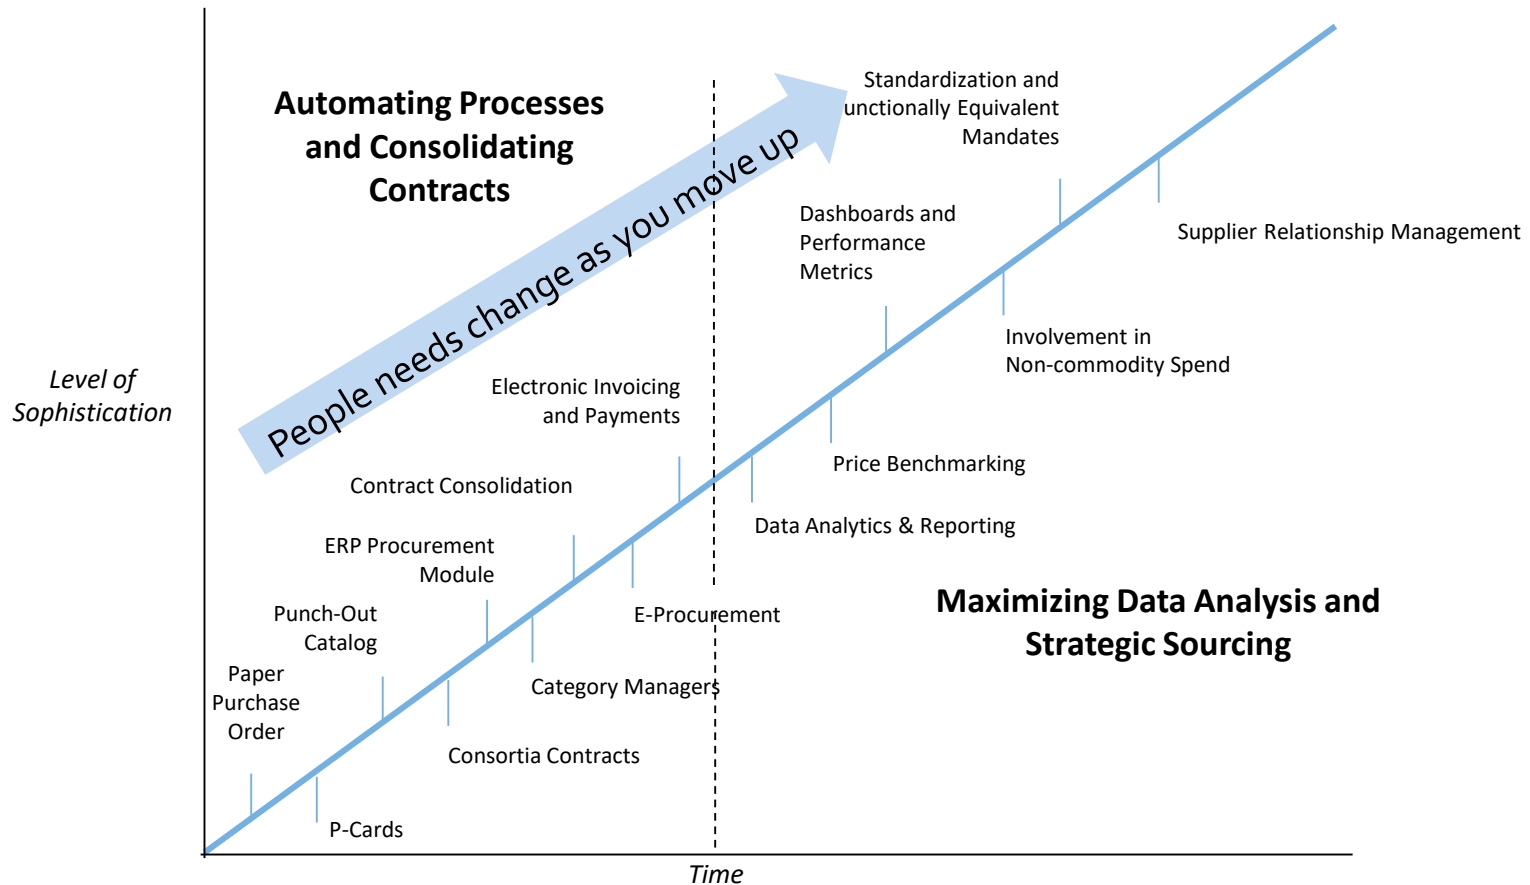 Automating Processes
and Consolidating
Contracts
People needs change as you move up
Standardization and
unctionally Equivalent
Mandates
Dashboards and
Performance
Metrics
Supplier Relationship Management
Involvement in
Non-commodity Spend
Level of
Sophistication
Electronic Invoicing
and Payments
Price Benchmarking
Contract Consolidation
Data Analytics & Reporting
ERP Procurement
Module
Punch-Out
Catalog
E-Procurement
Maximizing Data Analysis and
Strategic Sourcing
Paper
Purchase
Order
Category Managers
Consortia Contracts
P-Cards
Time